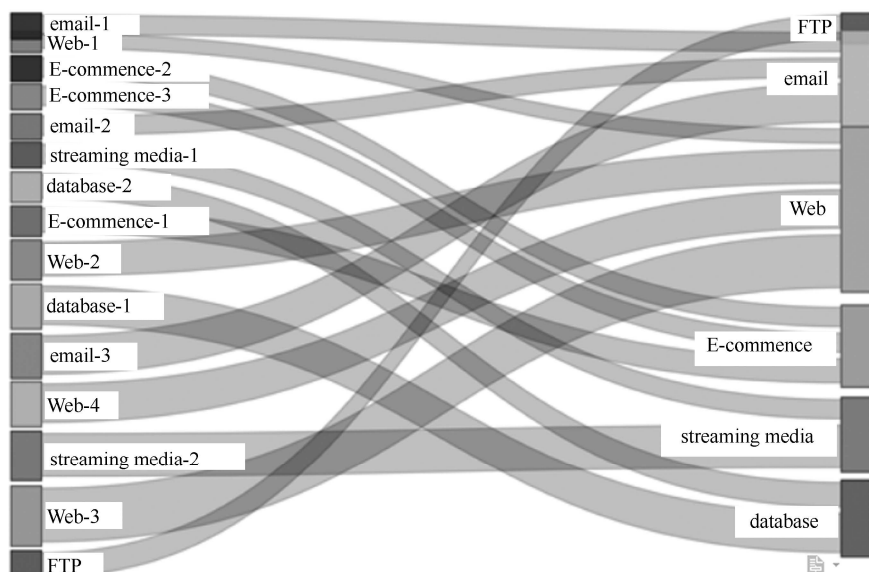 email-1
Web-1
E-commence-2
E-commence-3
email-2
streaming media-1
database-2
E-commence-1
Web-2
database-1
email-3
Web-4
streaming media-2
Web-3
FTP
FTP
email
Web
E-commence
streaming media
database